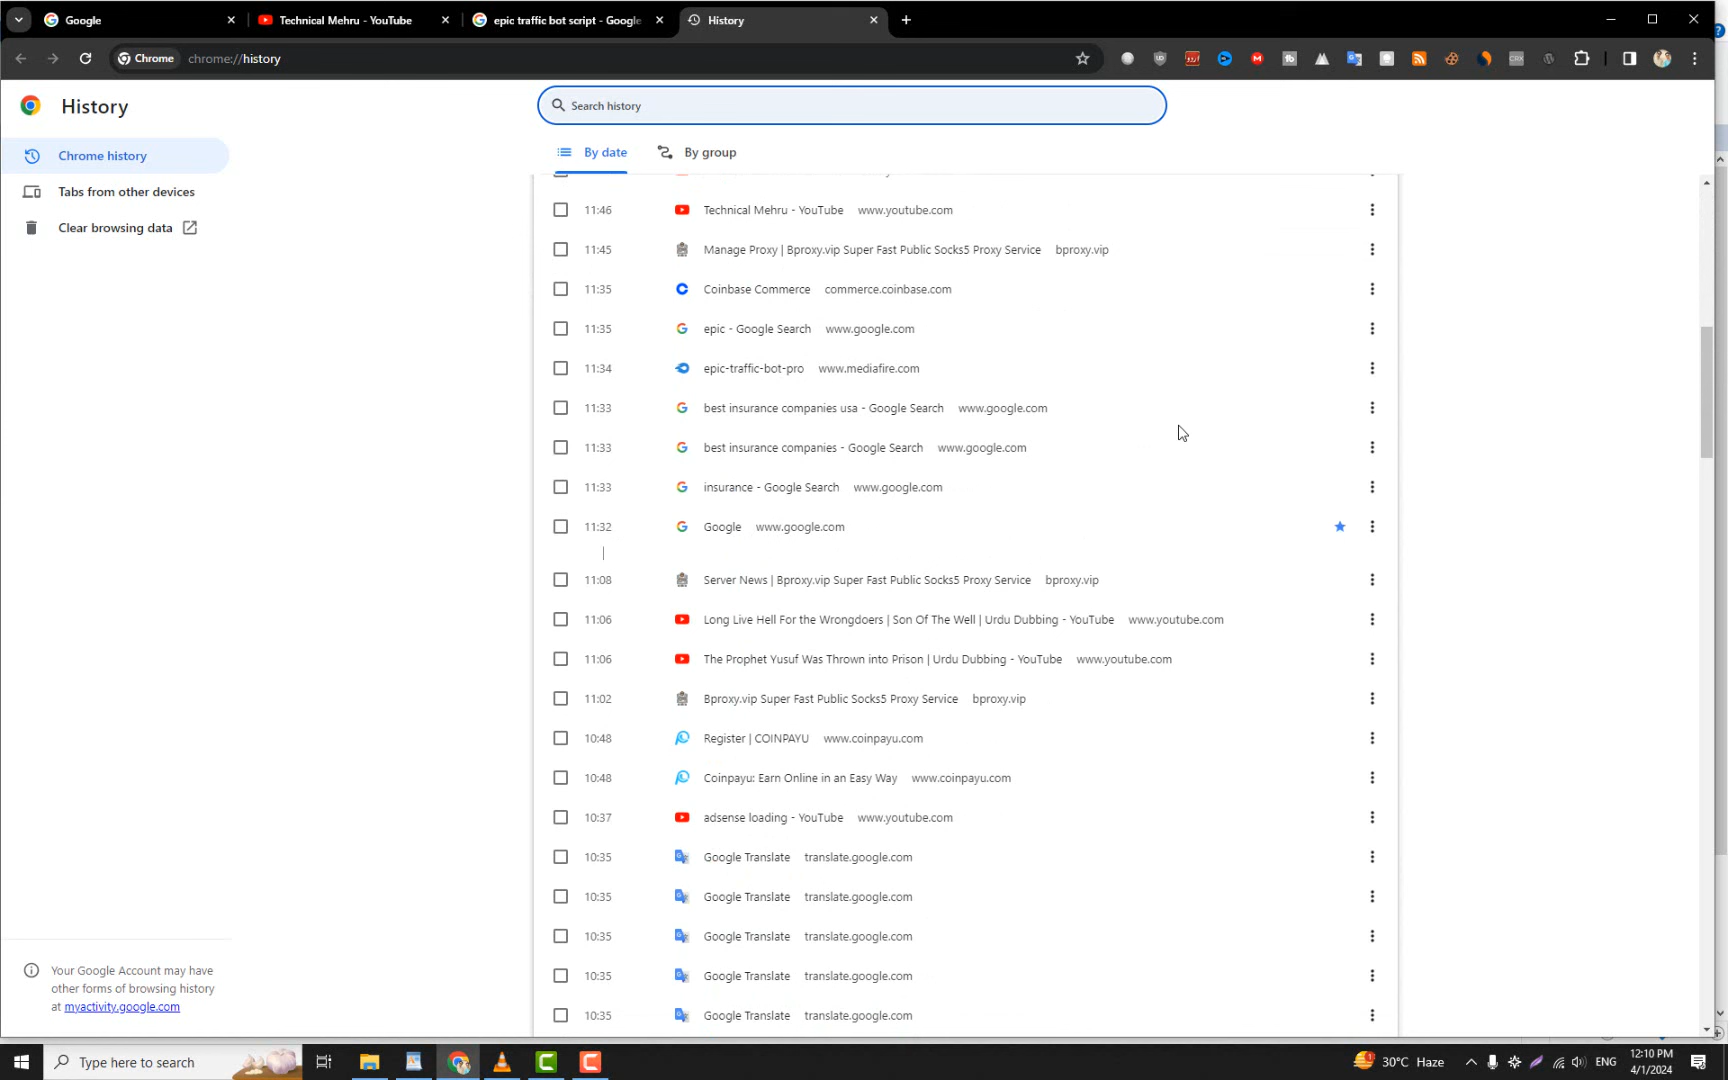 Google
Technical Mehru - YouTube
epic traffic bot script - Google
History
Chrome
chrome://history
History
Search history
By date
By group
Chrome history
Tabs from other devices
Clear browsing data
11:46 Technical Mehru - YouTube www.youtube.com
11:45 Manage Proxy | Bproxy.vip Super Fast Public Socks5 Proxy Service bproxy.vip
11:35 Coinbase Commerce commerce.coinbase.com
11:35 epic - Google Search www.google.com
11:34 epic-traffic-bot-pro www.mediafire.com
11:33 best insurance companies usa - Google Search www.google.com
11:33 best insurance companies - Google Search www.google.com
11:33 insurance - Google Search www.google.com
11:32 Google www.google.com
11:08 Server News | Bproxy.vip Super Fast Public Socks5 Proxy Service bproxy.vip
11:06 Long Live Hell For the Wrongdoers | Son Of The Well | Urdu Dubbing - YouTube www.youtube.com
11:06 The Prophet Yusuf Was Thrown into Prison | Urdu Dubbing - YouTube www.youtube.com
11:02 Bproxy.vip Super Fast Public Socks5 Proxy Service bproxy.vip
10:48 Register | COINPAYU www.coinpayu.com
10:48 Coinpayu: Earn Online in an Easy Way www.coinpayu.com
10:37 adsense loading - YouTube www.youtube.com
10:35 Google Translate translate.google.com
10:35 Google Translate translate.google.com
10:35 Google Translate translate.google.com
10:35 Google Translate translate.google.com
10:35 Google Translate translate.google.com
Your Google Account may have
other forms of browsing history
at myactivity.google.com
Type here to search
30°C Haze
ENG
12:10 PM
4/1/2024